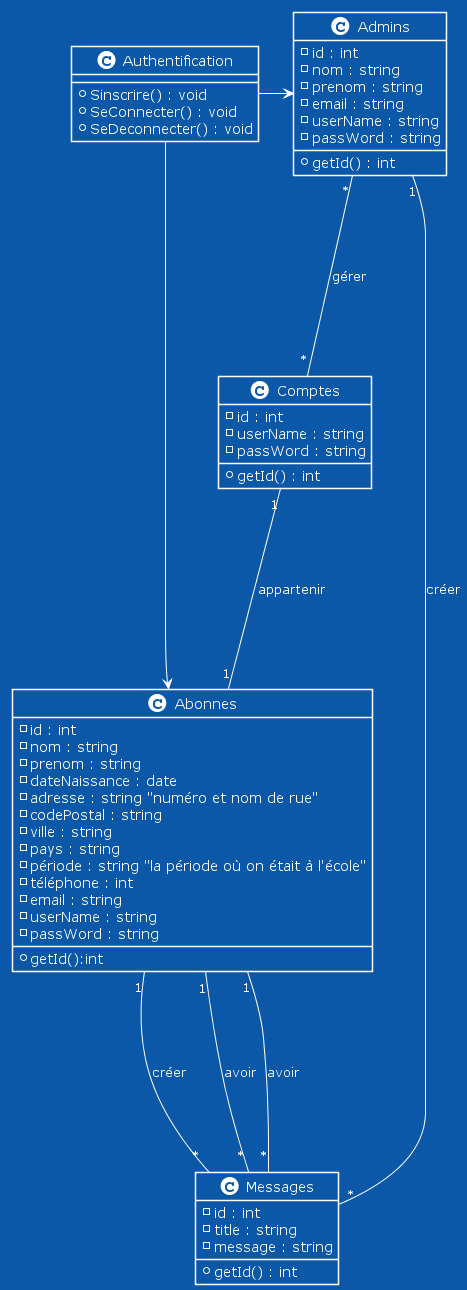 C Authentification
Sinscrire() : void
SeConnecter() : void
SeDeconnecter() : void
C Admins
id : int
nom : string
prenom : string
email : string
userName : string
passWord : string
getId() : int
* 1
gérer
*
C Comptes
id : int
userName : string
passWord : string
getId() : int
1
appartenir
créer
1
C Abonnes
id : int
nom : string
prenom : string
dateNaissance : date
adresse : string "numéro et nom de rue"
codePostal : string
ville : string
pays : string
période : string "la période où on était à l'école"
téléphone : int
email : string
userName : string
passWord : string
getId():int
1 1 1
créer avoir avoir
* * *
*
C Messages
id : int
title : string
message : string
getId() : int